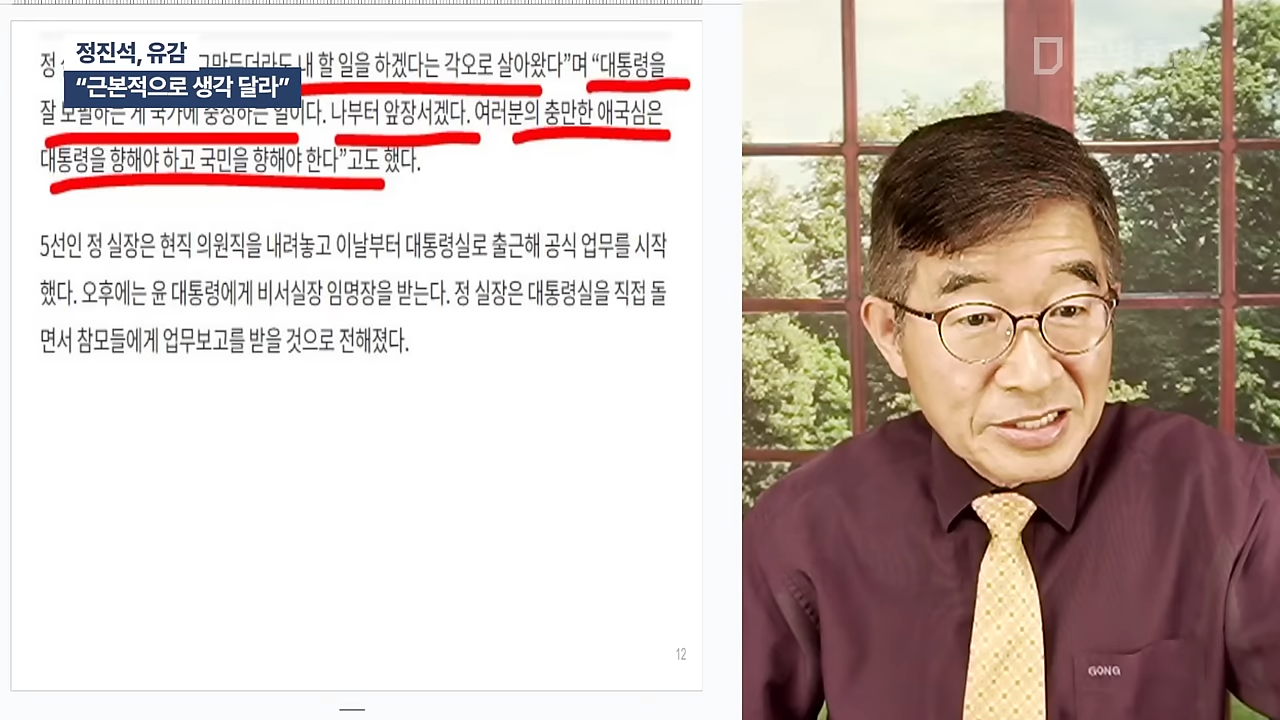 정진석, 유감
“근본적으로 생각 달라”
정 그만두더라도 내 할 일을 하겠다는 각오로 살아왔다”며 “대통령을
잘 보필하는 게 국가에 충성하는 일이다. 나부터 앞장서겠다. 여러분의 충만한 애국심은
대통령을 향해야 하고 국민을 향해야 한다”고도 했다.
5선인 정 실장은 현직 의원직을 내려놓고 이날부터 대통령실로 출근해 공식 업무를 시작
했다. 오후에는 윤 대통령에게 비서실장 임명장을 받는다. 정 실장은 대통령실을 직접 돌
면서 참모들에게 업무보고를 받을 것으로 전해졌다.
12
GONG